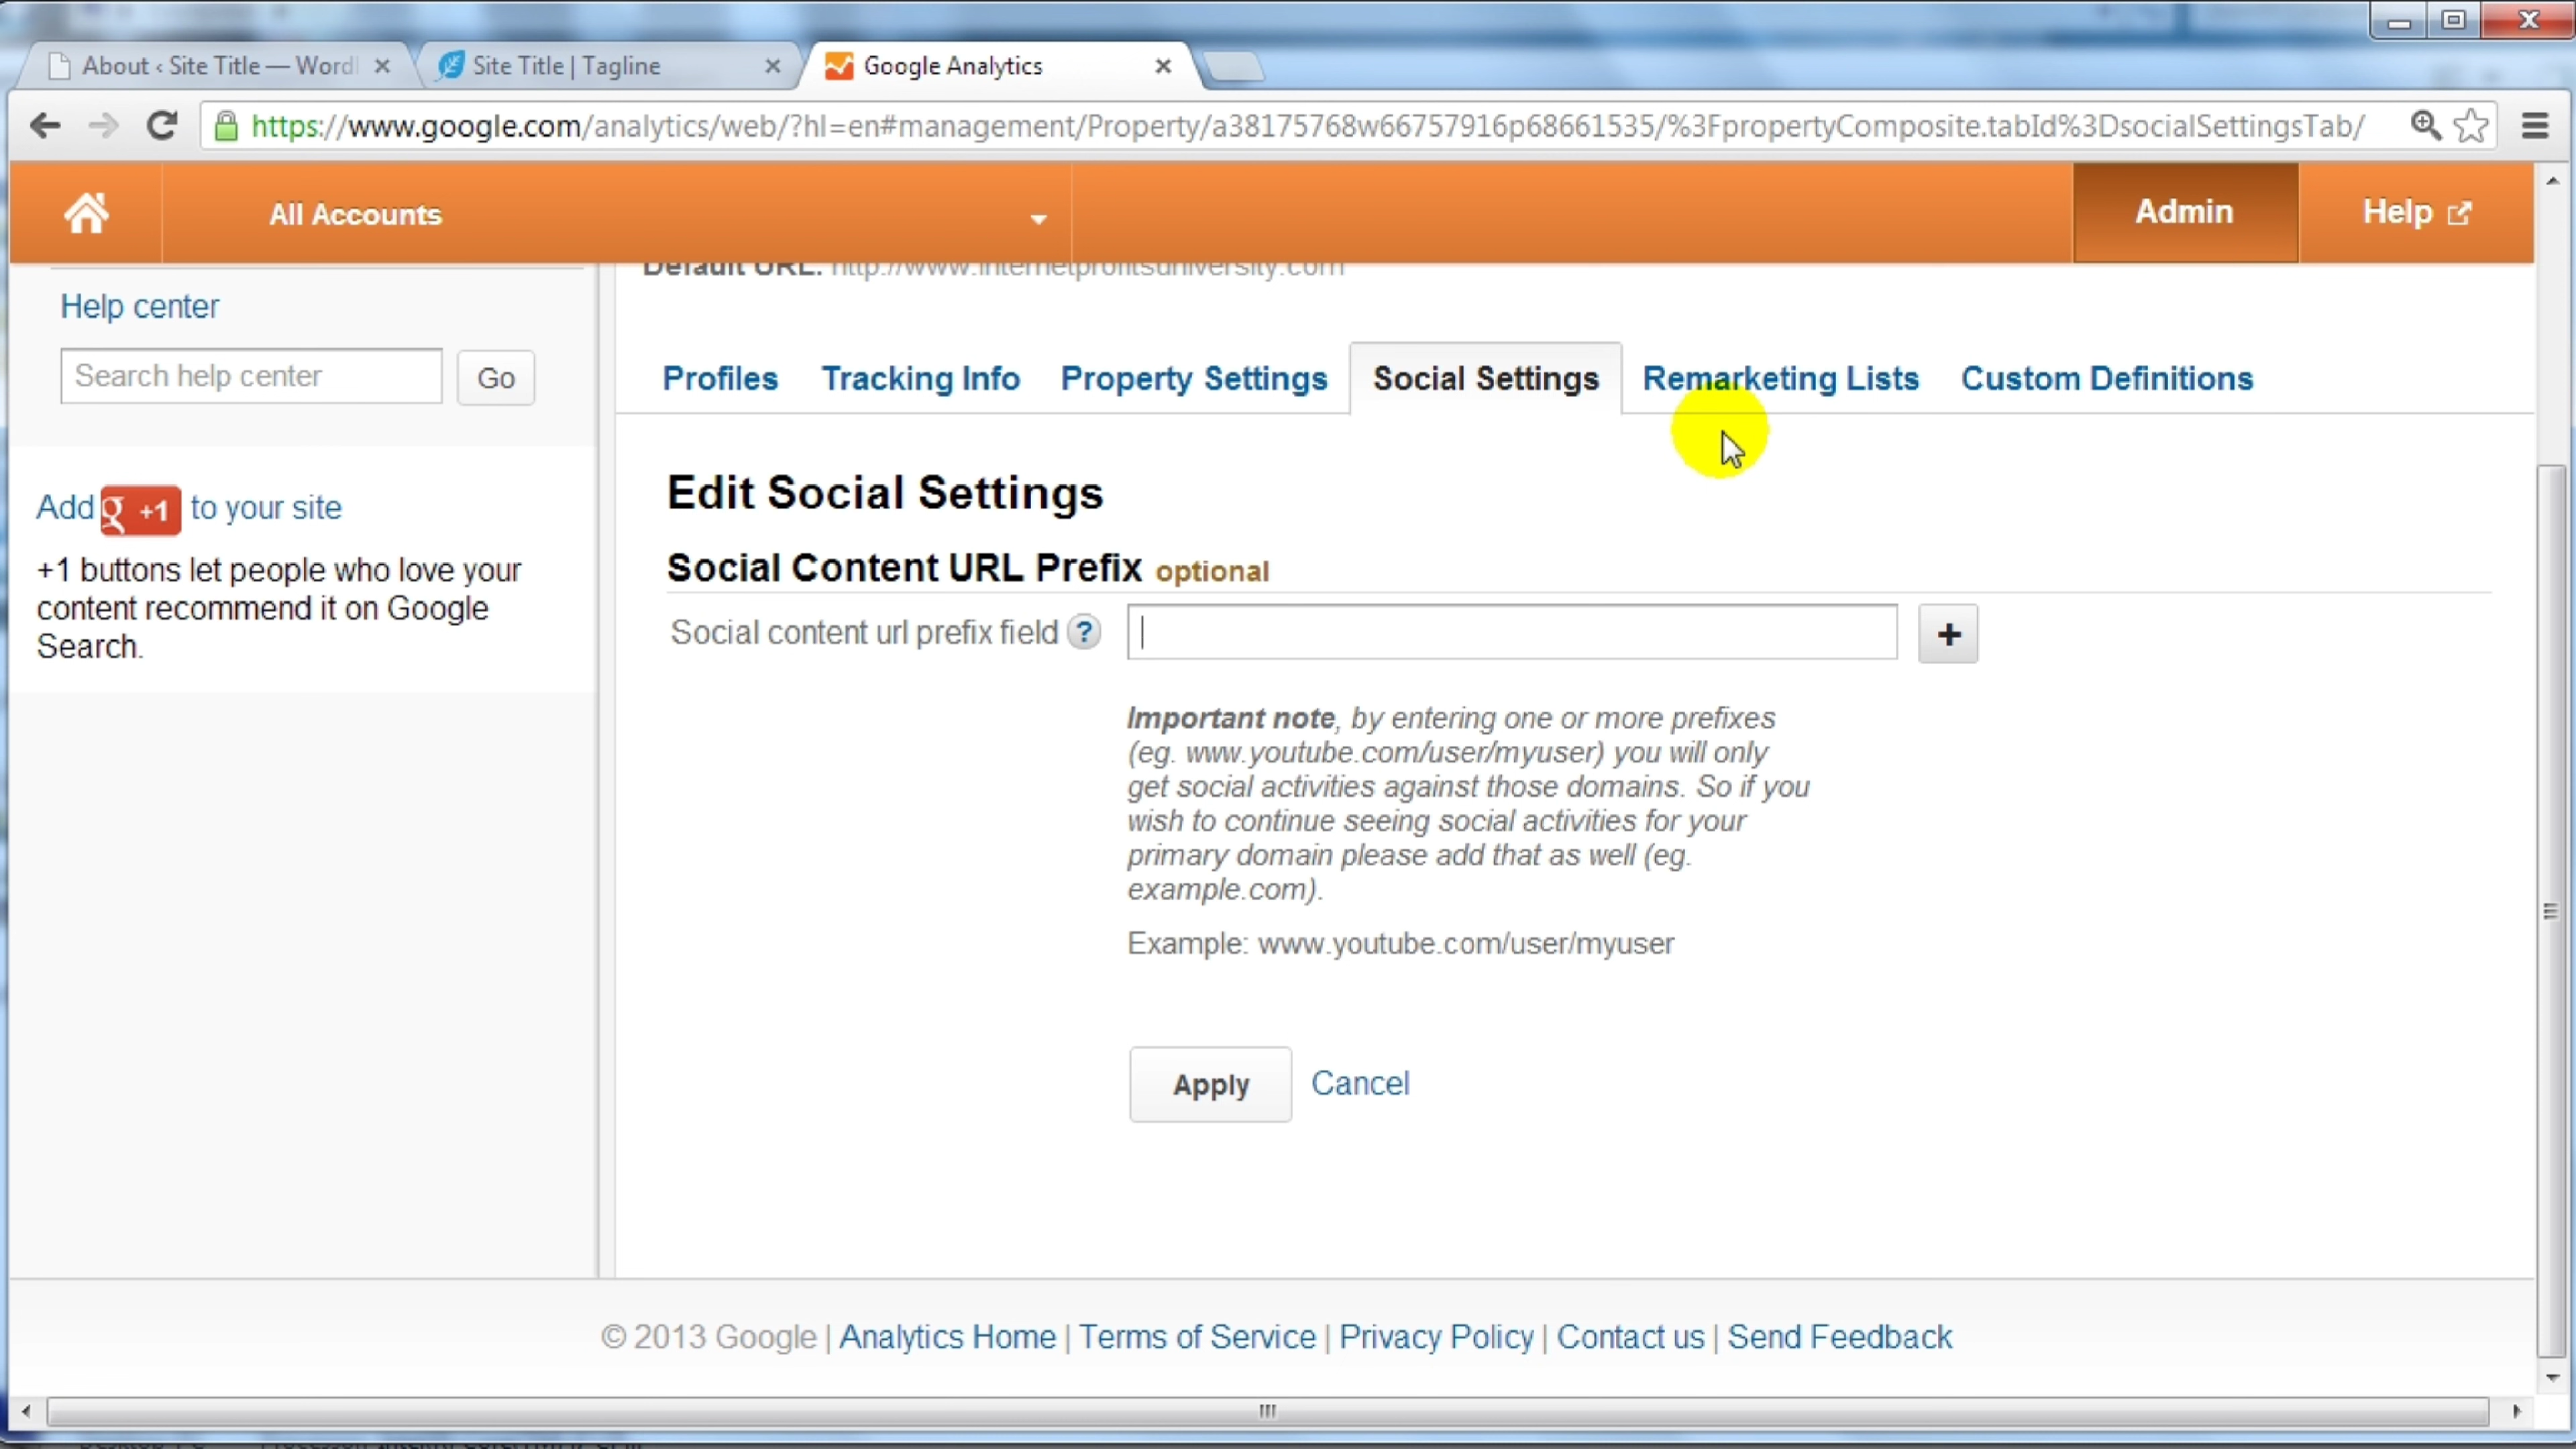 About ‹ Site Title — Word
Site Title | Tagline
Google Analytics
https://www.google.com/analytics/web/?hl=en#management/Property/a38175768w66757916p68661535/%3FpropertyComposite.tabId%3DsocialSettingsTab/
All Accounts
Admin
Help
Default URL: http://www.internetprofitsuniversity.com
Help center
Search help center
Go
Profiles
Tracking Info
Property Settings
Social Settings
Remarketing Lists
Custom Definitions
Add g +1 to your site
+1 buttons let people who love your
content recommend it on Google
Search.
Edit Social Settings
Social Content URL Prefix optional
Social content url prefix field ?
+
Important note, by entering one or more prefixes
(eg. www.youtube.com/user/myuser) you will only
get social activities against those domains. So if you
wish to continue seeing social activities for your
primary domain please add that as well (eg.
example.com).
Example: www.youtube.com/user/myuser
Apply
Cancel
© 2013 Google | Analytics Home | Terms of Service | Privacy Policy | Contact us | Send Feedback